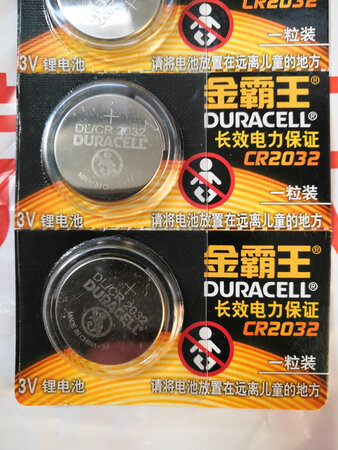 CR2032
一粒装
3V 锂电池
请将电池放置在远离儿童的地方
金霸王®
DURACELL®
长效电力保证
CR2032
+
DL/CR 2032
DURACELL
一粒装
3V 锂电池
请将电池放置在远离儿童的地方
金霸王®
DURACELL®
长效电力保证
CR2032
+
DL/CR 2032
DURACELL
一粒装
3V 锂电池
请将电池放置在远离儿童的地方